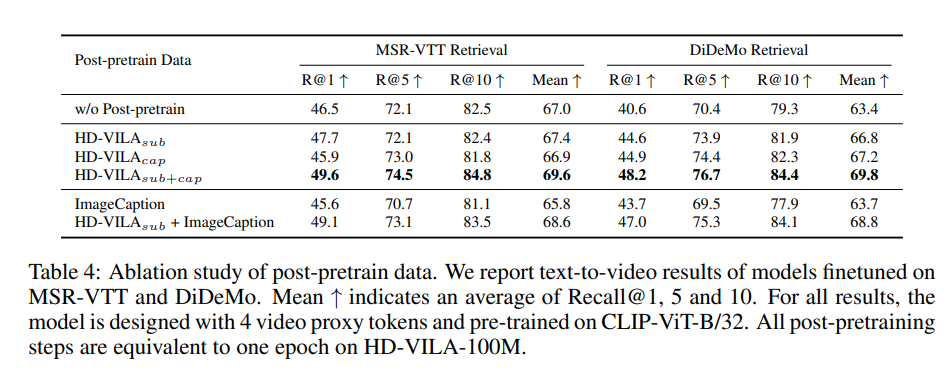 Post-pretrain Data MSR-VTT Retrieval DiDeMo Retrieval
R@1 ↑ R@5 ↑ R@10 ↑ Mean ↑ R@1 ↑ R@5 ↑ R@10 ↑ Mean ↑
w/o Post-pretrain 46.5 72.1 82.5 67.0 40.6 70.4 79.3 63.4
HD-VILAsub 47.7 72.1 82.4 67.4 44.6 73.9 81.9 66.8
HD-VILAcap 45.9 73.0 81.8 66.9 44.9 74.4 82.3 67.2
HD-VILAsub+cap 49.6 74.5 84.8 69.6 48.2 76.7 84.4 69.8
ImageCaption 45.6 70.7 81.1 65.8 43.7 69.5 77.9 63.7
HD-VILAsub + ImageCaption 49.1 73.1 83.5 68.6 47.0 75.3 84.1 68.8
Table 4: Ablation study of post-pretrain data. We report text-to-video results of models finetuned on
MSR-VTT and DiDeMo. Mean ↑ indicates an average of Recall@1, 5 and 10. For all results, the
model is designed with 4 video proxy tokens and pre-trained on CLIP-ViT-B/32. All post-pretraining
steps are equivalent to one epoch on HD-VILA-100M.